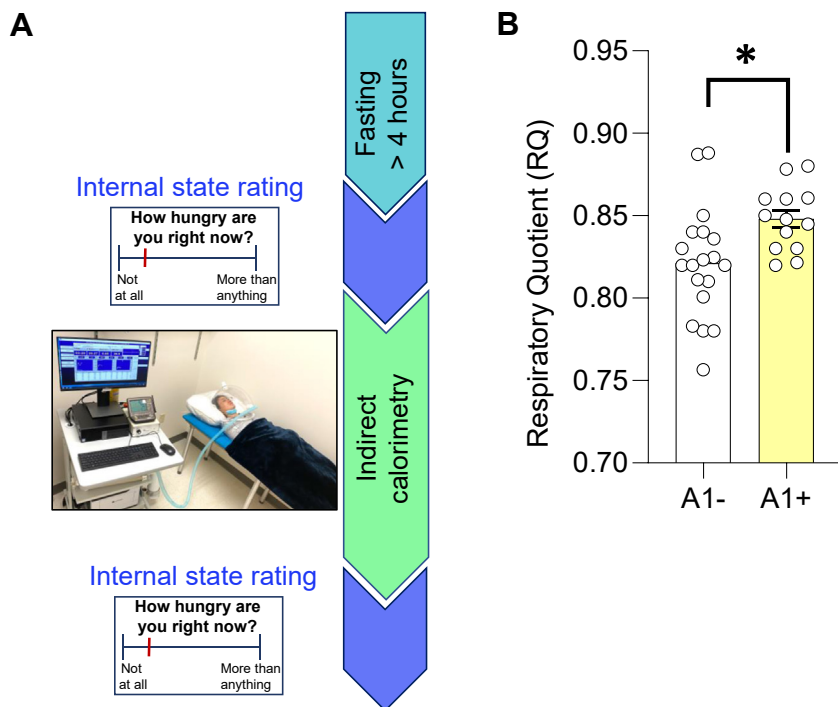 A
Fasting
> 4 hours
Internal state rating
How hungry are
you right now?
Not
at all
More than
anything
Indirect
calorimetry
Internal state rating
How hungry are
you right now?
Not
at all
More than
anything
B
Respiratory Quotient (RQ)
0.95
0.90
0.85
0.80
0.75
0.70
*
A1-
A1+